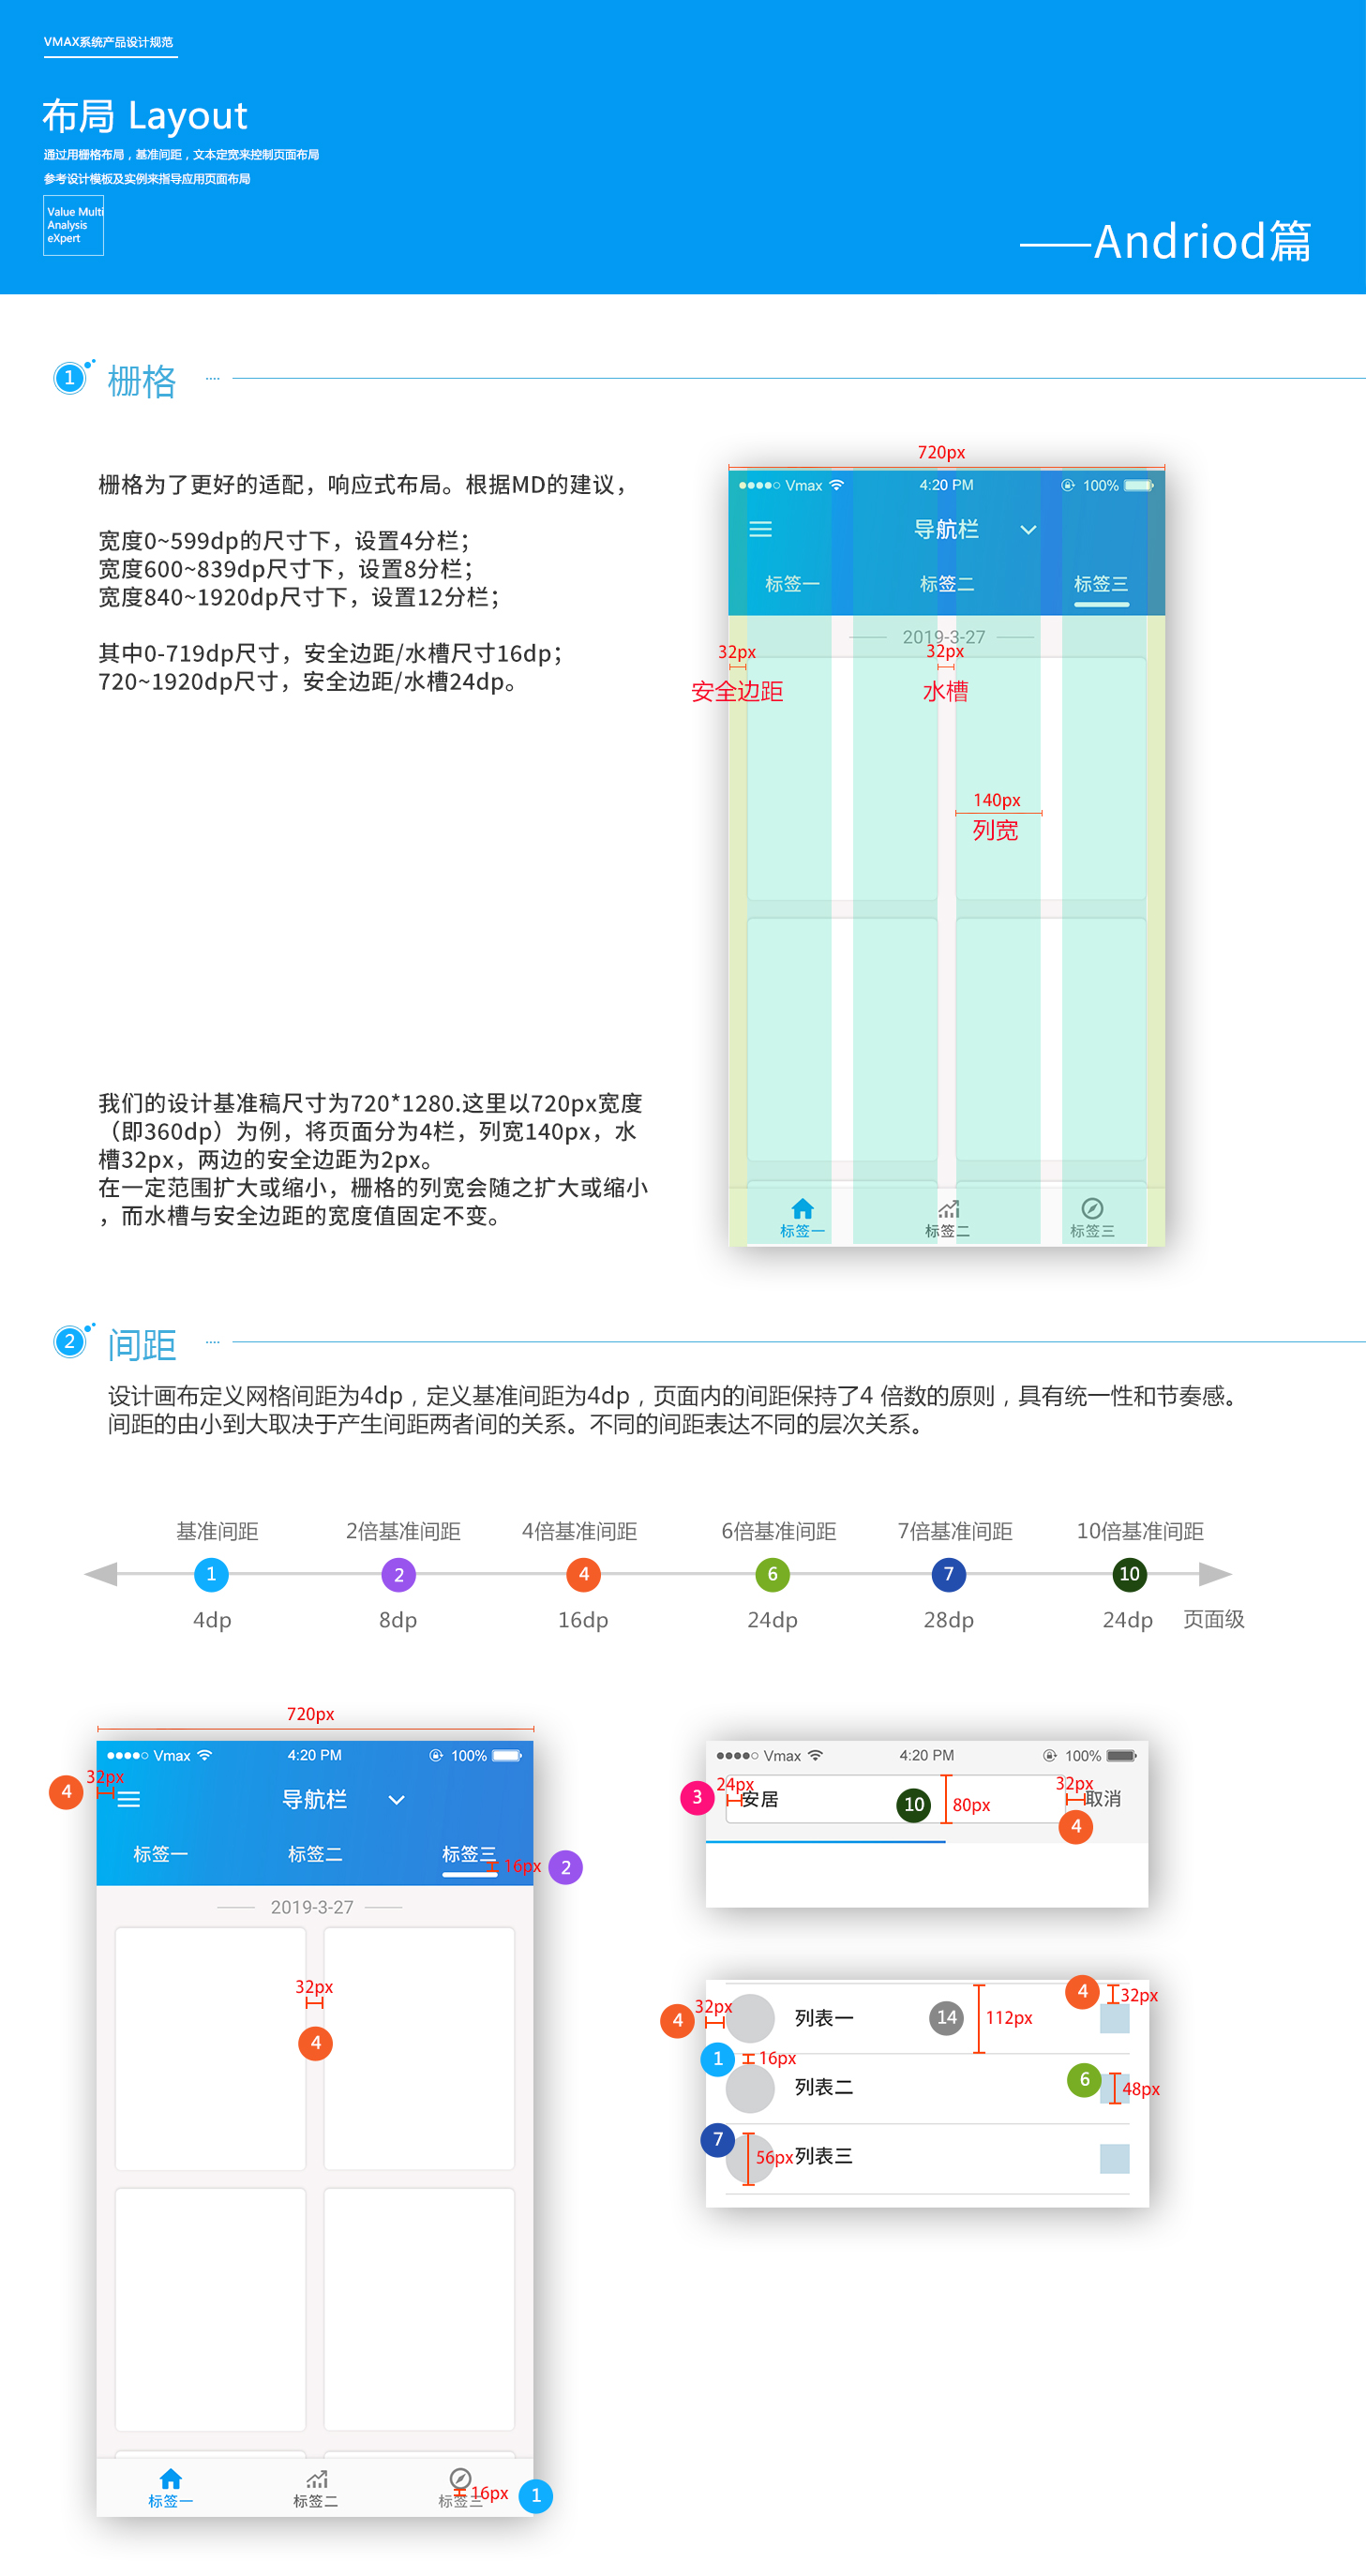 VMAX系统产品设计规范
布局 Layout
通过用栅格布局，基准间距，文本定宽来控制页面布局
参考设计模板及实例来指导应用页面布局
Value Multi
Analysis
eXpert
——Andriod篇
1 栅格
栅格为了更好的适配，响应式布局。根据MD的建议，
宽度0~599dp的尺寸下，设置4分栏；
宽度600~839dp尺寸下，设置8分栏；
宽度840~1920dp尺寸下，设置12分栏；
其中0-719dp尺寸，安全边距/水槽尺寸16dp；
720~1920dp尺寸，安全边距/水槽24dp。
720px
Vmax 4:20 PM 100%
导航栏
标签一 标签二 标签三
2019-3-27
32px 32px
安全边距 水槽
140px
列宽
标签一 标签二 标签三
我们的设计基准稿尺寸为720*1280.这里以720px宽度
（即360dp）为例，将页面分为4栏，列宽140px，水
槽32px，两边的安全边距为2px。
在一定范围扩大或缩小，栅格的列宽会随之扩大或缩小
，而水槽与安全边距的宽度值固定不变。
2 间距
设计画布定义网格间距为4dp，定义基准间距为4dp，页面内的间距保持了4 倍数的原则，具有统一性和节奏感。
间距的由小到大取决于产生间距两者间的关系。不同的间距表达不同的层次关系。
基准间距 2倍基准间距 4倍基准间距 6倍基准间距 7倍基准间距 10倍基准间距
1 2 4 6 7 10
4dp 8dp 16dp 24dp 28dp 24dp 页面级
720px
Vmax 4:20 PM 100%
4 32px 导航栏
标签一 标签二 标签三
16px 2
2019-3-27
32px
4
标签一 标签二 标签三
16px 1
Vmax 4:20 PM 100%
3 24px 安居 10 80px 32px 取消
4
4 32px 列表一 14 112px 4 32px
1 16px
列表二 6 48px
7 56px 列表三